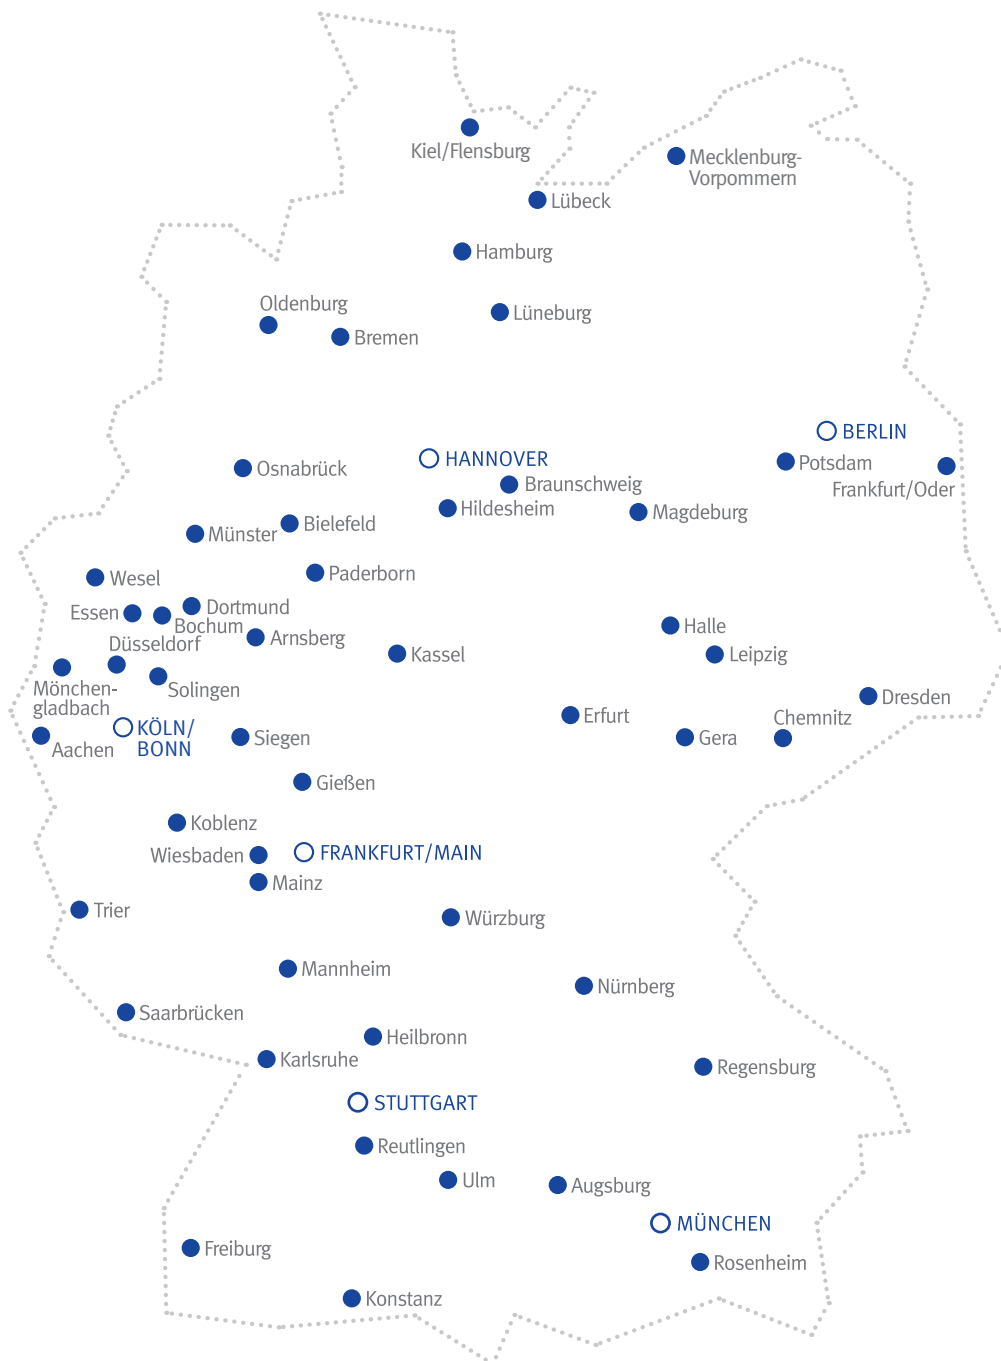 Kiel/Flensburg
Mecklenburg-
Vorpommern
Lübeck
Hamburg
Oldenburg
Lüneburg
Bremen
BERLIN
HANNOVER
Osnabrück
Potsdam
Braunschweig
Frankfurt/Oder
Hildesheim
Magdeburg
Bielefeld
Münster
Paderborn
Wesel
Dortmund
Essen
Bochum
Halle
Arnsberg
Düsseldorf
Kassel
Leipzig
Mönchen-
gladbach
Solingen
Dresden
Erfurt
Chemnitz
KÖLN/
BONN
Aachen
Siegen
Gera
Gießen
Koblenz
Wiesbaden
FRANKFURT/MAIN
Mainz
Trier
Würzburg
Mannheim
Nürnberg
Saarbrücken
Heilbronn
Karlsruhe
Regensburg
STUTTGART
Reutlingen
Ulm
Augsburg
MÜNCHEN
Freiburg
Rosenheim
Konstanz